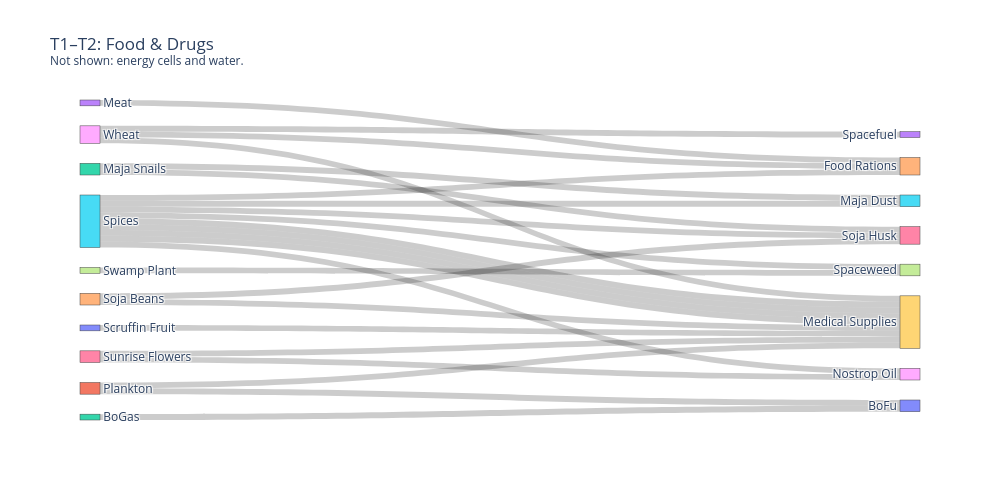 T1–T2: Food & Drugs
Not shown: energy cells and water.
Meat
Wheat
Maja Snails
Spices
Swamp Plant
Soja Beans
Scruffin Fruit
Sunrise Flowers
Plankton
BoGas
Spacefuel
Food Rations
Maja Dust
Soja Husk
Spaceweed
Medical Supplies
Nostrop Oil
BoFu